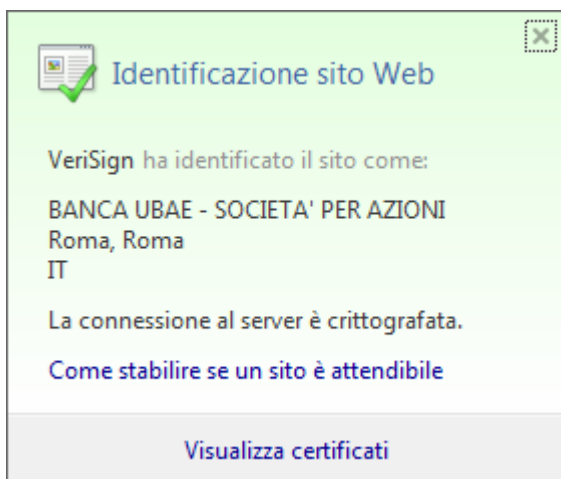 Identificazione sito Web
VeriSign ha identificato il sito come:
BANCA UBAE - SOCIETA' PER AZIONI
Roma, Roma
IT
La connessione al server è crittografata.
Come stabilire se un sito è attendibile
Visualizza certificati